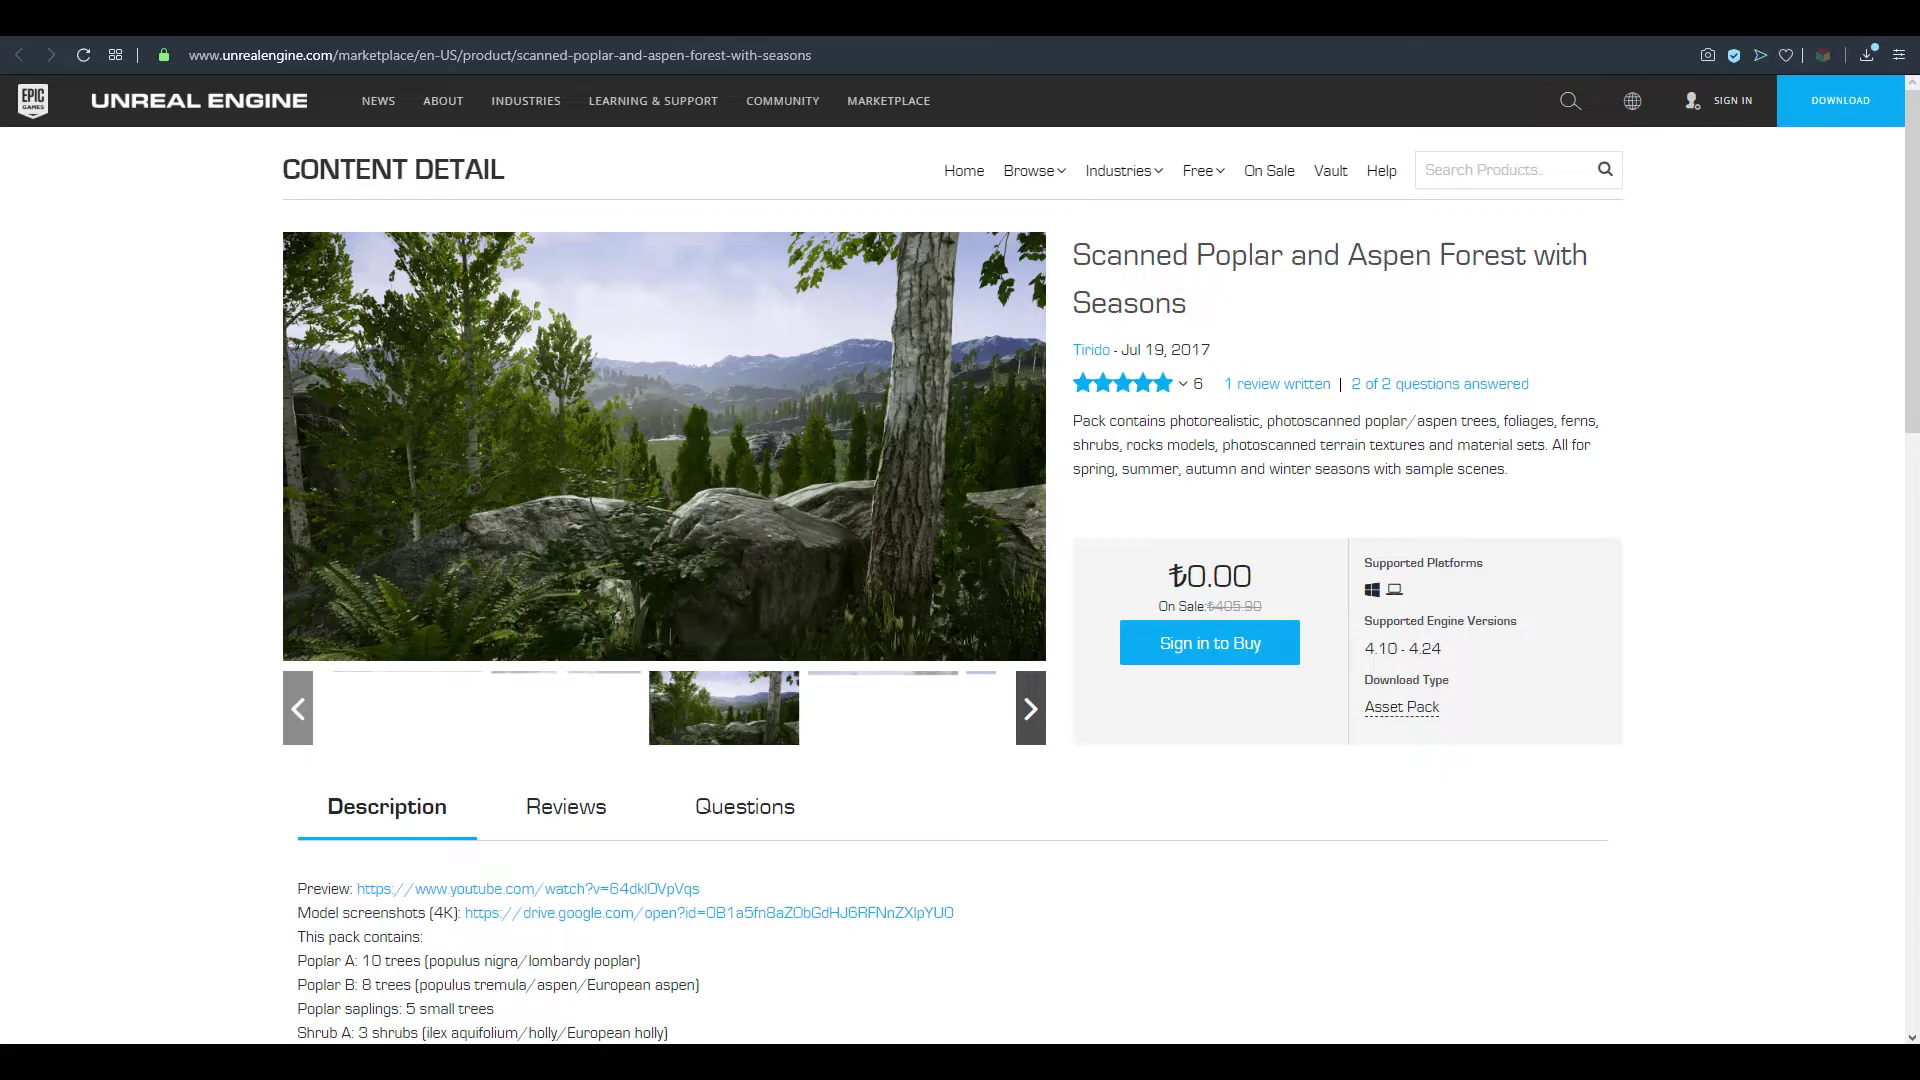 www.unrealengine.com/marketplace/en-US/product/scanned-poplar-and-aspen-forest-with-seasons
EPIC GAMES
UNREAL ENGINE
NEWS ABOUT INDUSTRIES LEARNING & SUPPORT COMMUNITY MARKETPLACE
SIGN IN
DOWNLOAD
CONTENT DETAIL
Home Browse Industries Free On Sale Vault Help
Search Products..
Scanned Poplar and Aspen Forest with
Seasons
Tirido - Jul 19, 2017
6 1 review written | 2 of 2 questions answered
Pack contains photorealistic, photoscanned poplar/aspen trees, foliages, ferns,
shrubs, rocks models, photoscanned terrain textures and material sets. All for
spring, summer, autumn and winter seasons with sample scenes.
₺0.00
On Sale:₺405.90
Sign in to Buy
Supported Platforms
Supported Engine Versions
4.10 - 4.24
Download Type
Asset Pack
Description Reviews Questions
Preview: https://www.youtube.com/watch?v=64dklOVpVqs
Model screenshots (4K): https://drive.google.com/open?id=0B1a5fn8aZ0bGdHJ6RFNnZXlpYU0
This pack contains:
Poplar A: 10 trees (populus nigra/lombardy poplar)
Poplar B: 8 trees (populus tremula/aspen/European aspen)
Poplar saplings: 5 small trees
Shrub A: 3 shrubs (ilex aquifolium/holly/European holly)